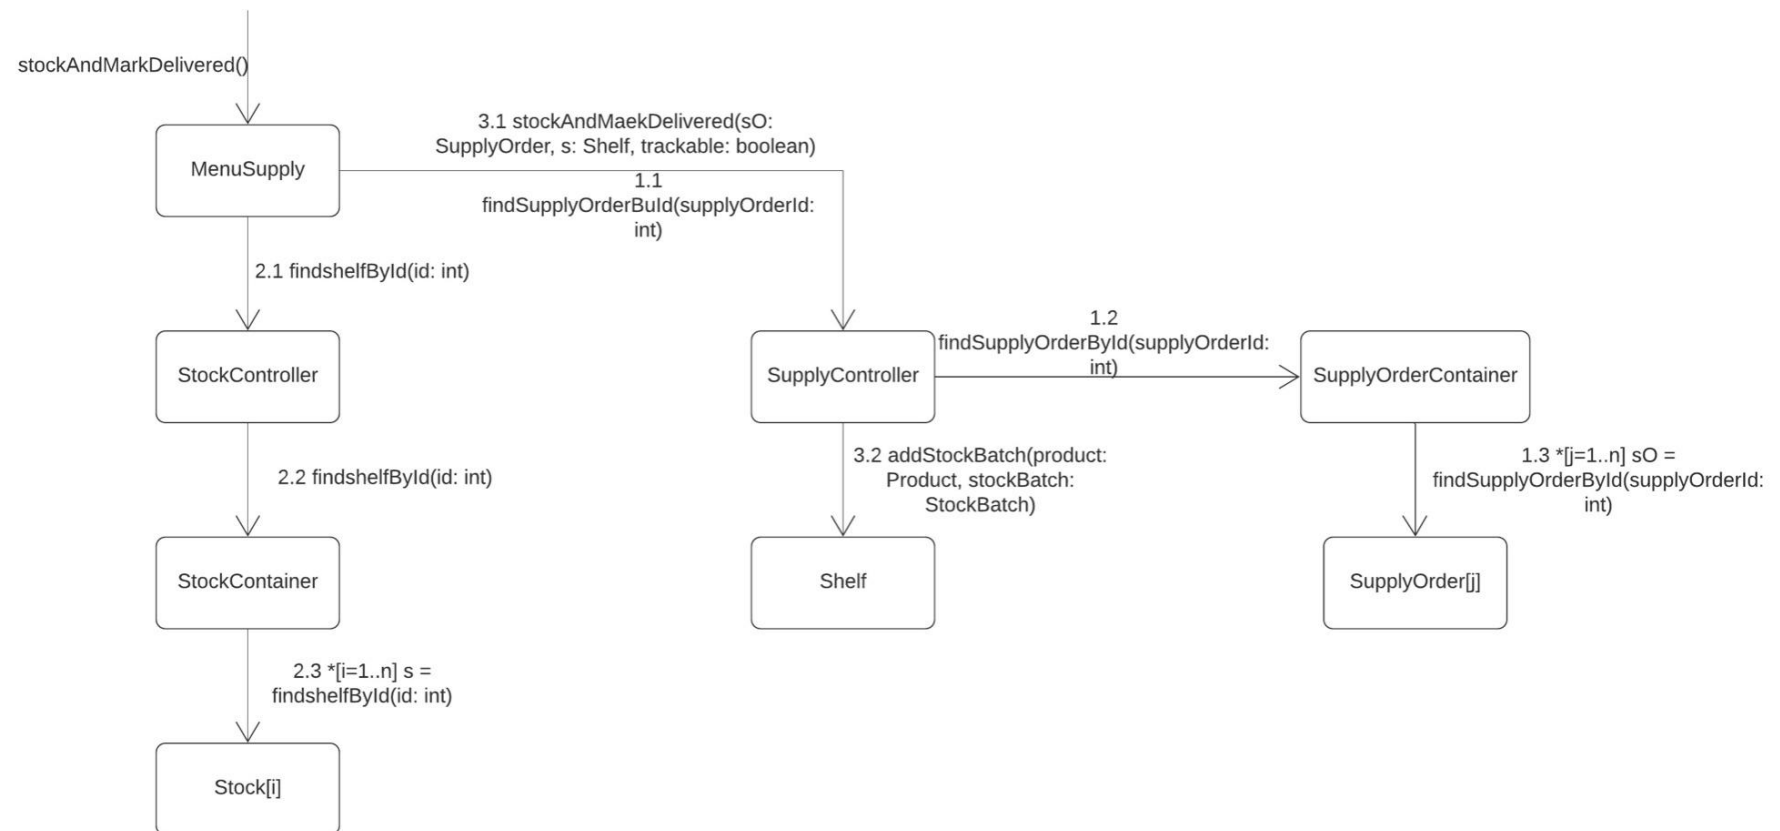 stockAndMarkDelivered()
3.1 stockAndMaekDelivered(sO:
SupplyOrder, s: Shelf, trackable: boolean)
MenuSupply
1.1
findSupplyOrderBuId(supplyOrderId:
int)
2.1 findshelfById(id: int)
1.2
findSupplyOrderById(supplyOrderId:
int)
StockController
SupplyController
SupplyOrderContainer
3.2 addStockBatch(product:
Product, stockBatch:
StockBatch)
1.3 *[j=1..n] sO =
findSupplyOrderById(supplyOrderId:
int)
2.2 findshelfById(id: int)
StockContainer
Shelf
SupplyOrder[j]
2.3 *[i=1..n] s =
findshelfById(id: int)
Stock[i]